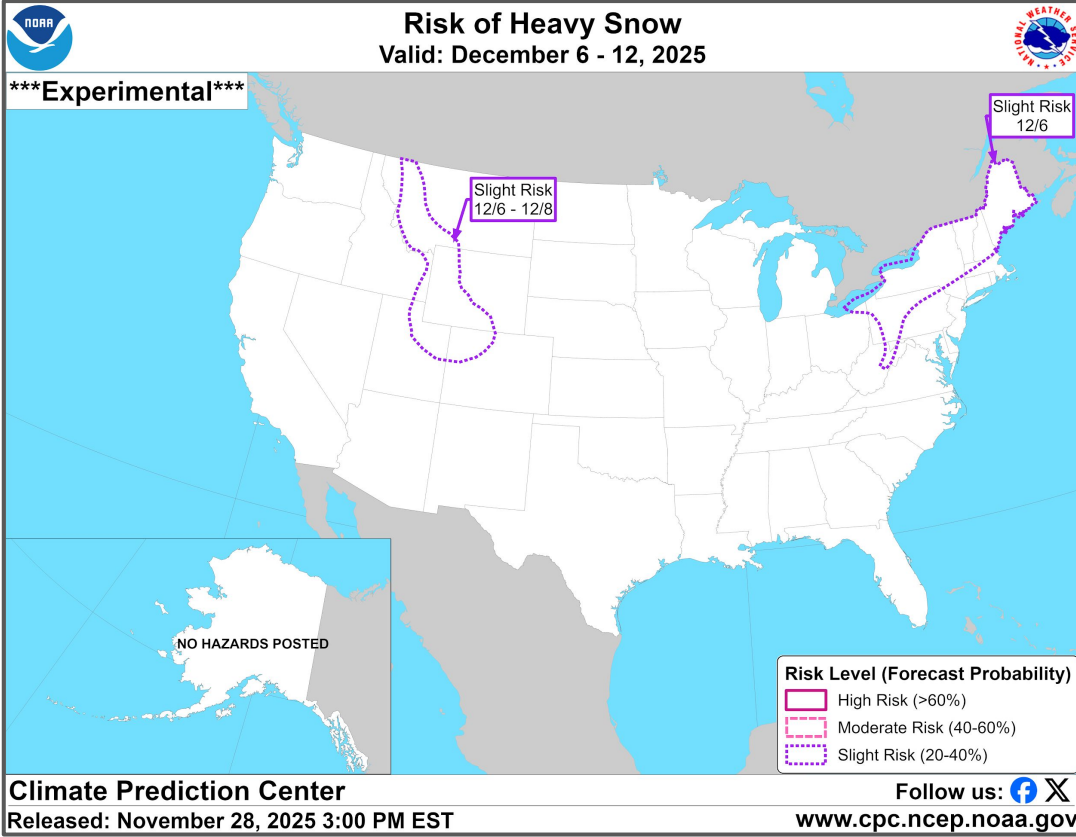 NOAA
Risk of Heavy Snow
Valid: December 6 - 12, 2025
NATIONAL WEATHER SERVICE
***Experimental***
Slight Risk
12/6
Slight Risk
12/6 - 12/8
NO HAZARDS POSTED
Risk Level (Forecast Probability)
High Risk (>60%)
Moderate Risk (40-60%)
Slight Risk (20-40%)
Climate Prediction Center
Follow us:
Released: November 28, 2025 3:00 PM EST
www.cpc.ncep.noaa.gov